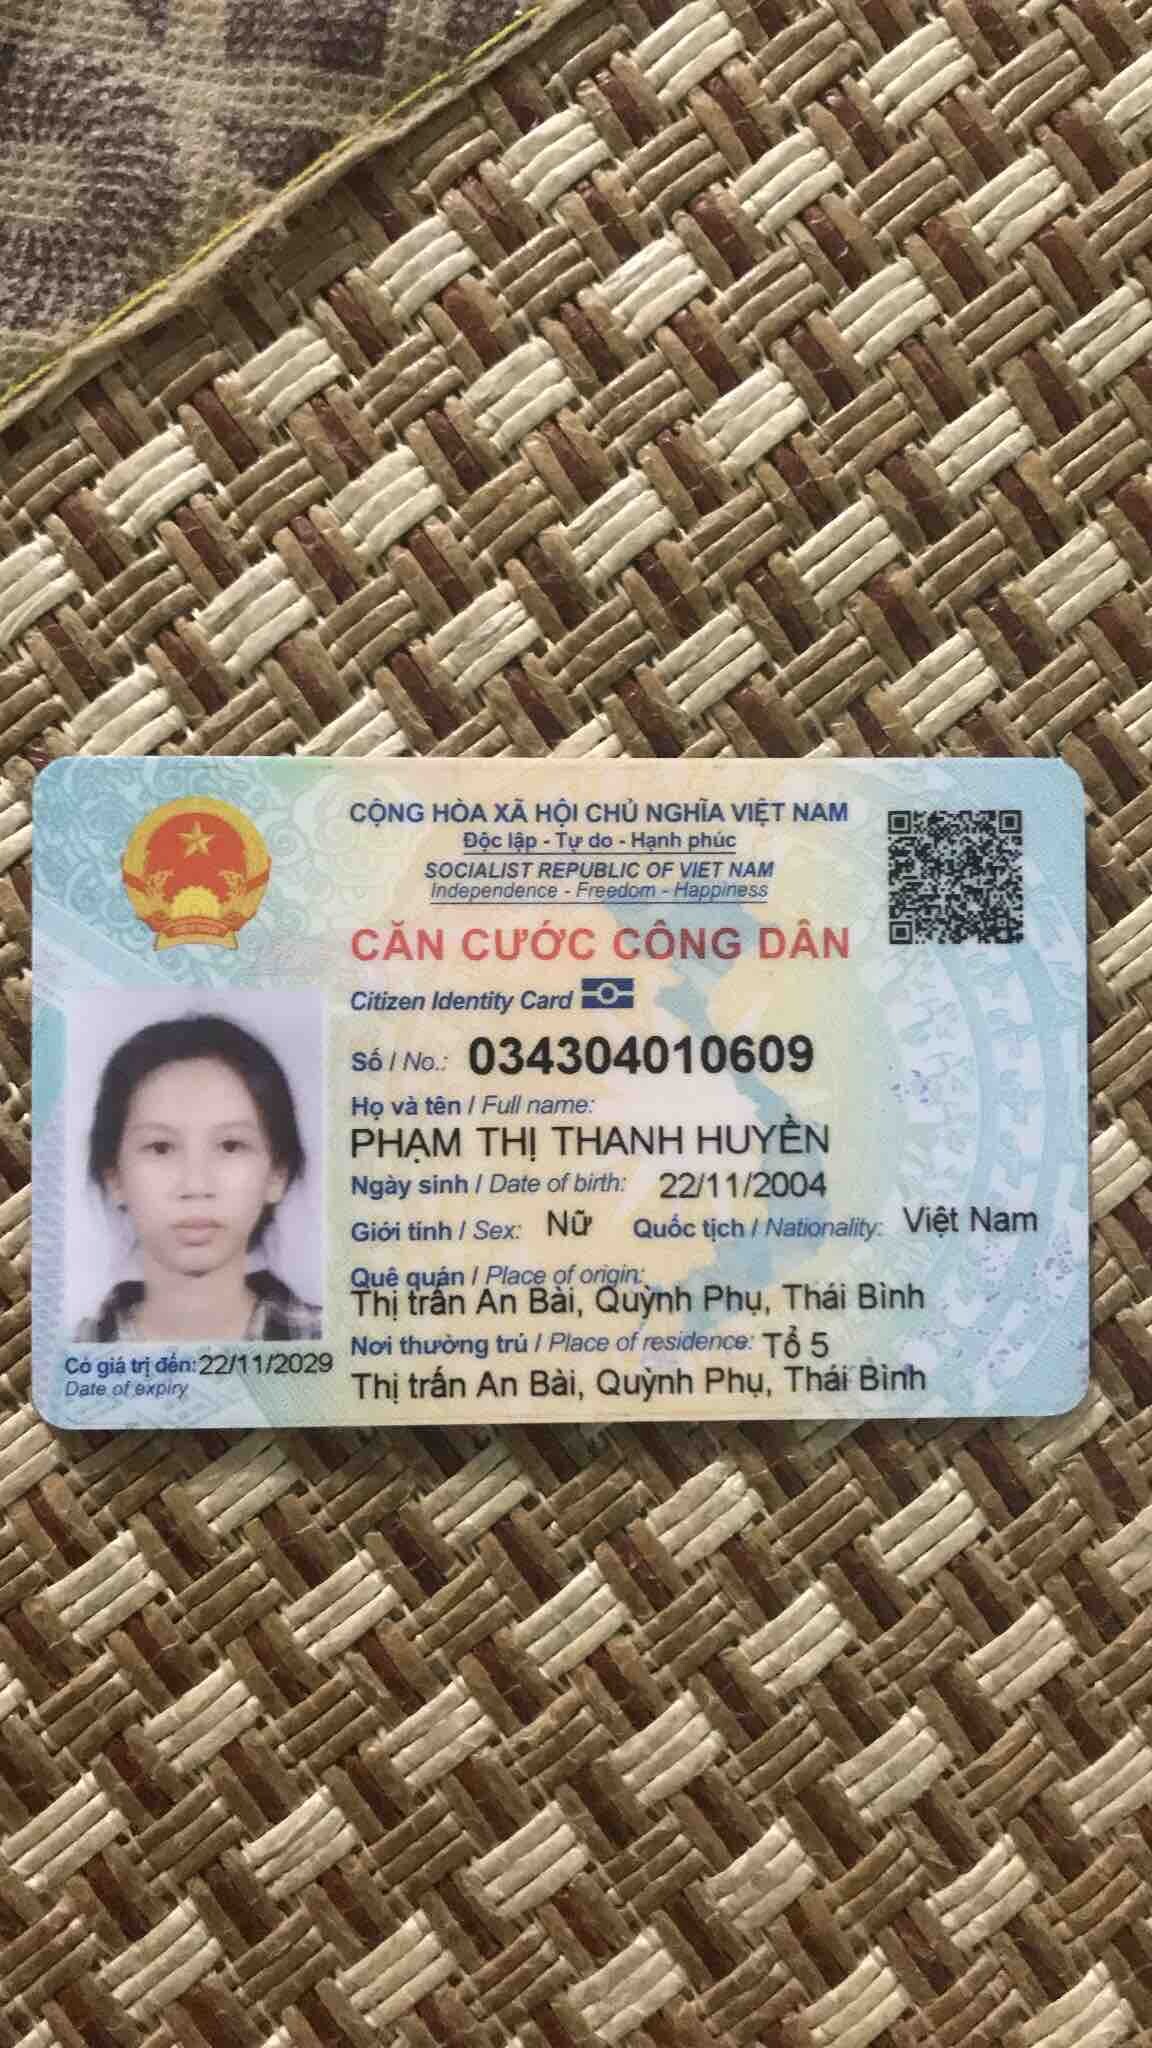 CỘNG HÒA XÃ HỘI CHỦ NGHĨA VIỆT NAM
Độc lập - Tự do - Hạnh phúc
SOCIALIST REPUBLIC OF VIET NAM
Independence - Freedom - Happiness
CĂN CƯỚC CÔNG DÂN
Citizen Identity Card
Số / No.: 034304010609
Họ và tên / Full name:
PHẠM THỊ THANH HUYỀN
Ngày sinh / Date of birth: 22/11/2004
Giới tính / Sex: Nữ Quốc tịch / Nationality: Việt Nam
Quê quán / Place of origin:
Thị trấn An Bài, Quỳnh Phụ, Thái Bình
Nơi thường trú / Place of residence: Tổ 5
Thị trấn An Bài, Quỳnh Phụ, Thái Bình
Có giá trị đến: 22/11/2029
Date of expiry